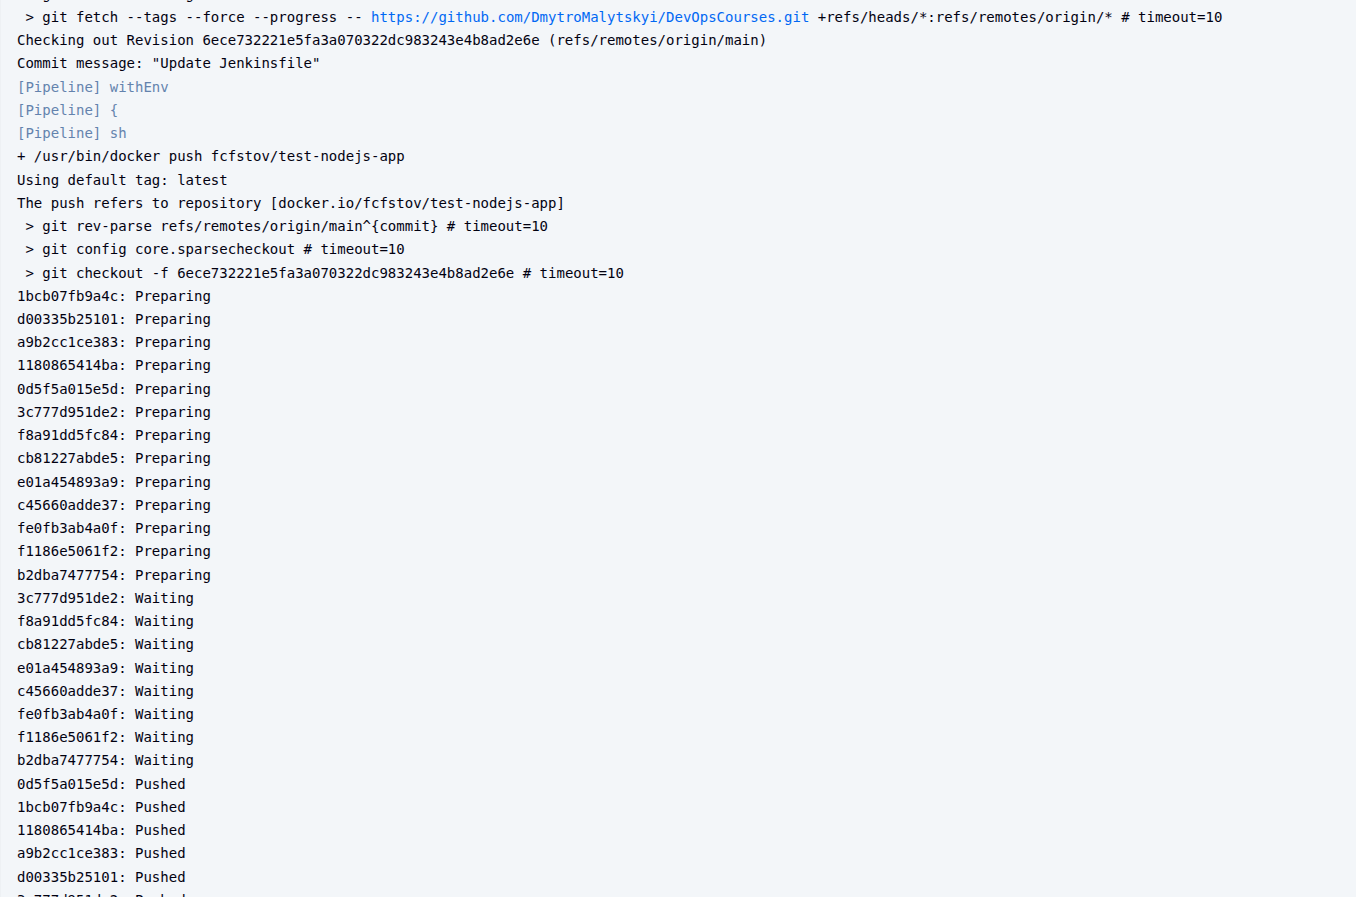 > git fetch --tags --force --progress -- https://github.com/DmytroMalytskyi/DevOpsCourses.git +refs/heads/*:refs/remotes/origin/* # timeout=10
Checking out Revision 6ece732221e5fa3a070322dc983243e4b8ad2e6e (refs/remotes/origin/main)
Commit message: "Update Jenkinsfile"
[Pipeline] withEnv
[Pipeline] {
[Pipeline] sh
+ /usr/bin/docker push fcfstov/test-nodejs-app
Using default tag: latest
The push refers to repository [docker.io/fcfstov/test-nodejs-app]
> git rev-parse refs/remotes/origin/main^{commit} # timeout=10
> git config core.sparsecheckout # timeout=10
> git checkout -f 6ece732221e5fa3a070322dc983243e4b8ad2e6e # timeout=10
1bcb07fb9a4c: Preparing
d00335b25101: Preparing
a9b2cc1ce383: Preparing
1180865414ba: Preparing
0d5f5a015e5d: Preparing
3c777d951de2: Preparing
f8a91dd5fc84: Preparing
cb81227abde5: Preparing
e01a454893a9: Preparing
c45660adde37: Preparing
fe0fb3ab4a0f: Preparing
f1186e5061f2: Preparing
b2dba7477754: Preparing
3c777d951de2: Waiting
f8a91dd5fc84: Waiting
cb81227abde5: Waiting
e01a454893a9: Waiting
c45660adde37: Waiting
fe0fb3ab4a0f: Waiting
f1186e5061f2: Waiting
b2dba7477754: Waiting
0d5f5a015e5d: Pushed
1bcb07fb9a4c: Pushed
1180865414ba: Pushed
a9b2cc1ce383: Pushed
d00335b25101: Pushed